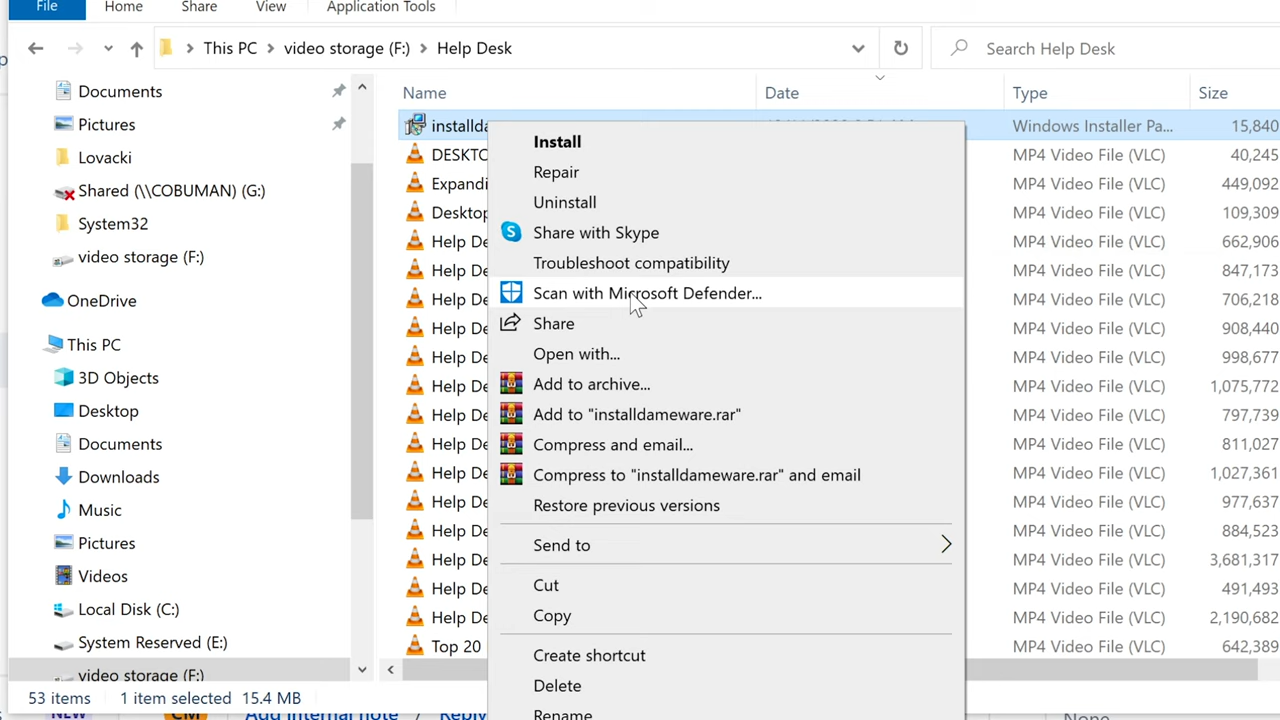 File Home Share View Application Tools
This PC > video storage (F:) > Help Desk
Search Help Desk
Documents
Pictures
Lovacki
Shared (\\COBUMAN) (G:)
System32
video storage (F:)
OneDrive
This PC
3D Objects
Desktop
Documents
Downloads
Music
Pictures
Videos
Local Disk (C:)
System Reserved (E:)
video storage (F:)
Name Date Type Size
installda Windows Installer Pa... 15,840
DESKTC MP4 Video File (VLC) 40,245
Expandi MP4 Video File (VLC) 449,092
Desktop MP4 Video File (VLC) 109,309
Help De MP4 Video File (VLC) 662,906
Help De MP4 Video File (VLC) 847,173
Help De MP4 Video File (VLC) 706,218
Help De MP4 Video File (VLC) 908,440
Help De MP4 Video File (VLC) 998,677
Help De MP4 Video File (VLC) 1,075,772
Help De MP4 Video File (VLC) 797,739
Help De MP4 Video File (VLC) 811,027
Help De MP4 Video File (VLC) 1,027,361
Help De MP4 Video File (VLC) 977,637
Help De MP4 Video File (VLC) 884,523
Help De MP4 Video File (VLC) 3,681,317
Help De MP4 Video File (VLC) 491,493
Help De MP4 Video File (VLC) 2,190,682
Top 20 MP4 Video File (VLC) 642,389
Install
Repair
Uninstall
Share with Skype
Troubleshoot compatibility
Scan with Microsoft Defender...
Share
Open with...
Add to archive...
Add to "installdameware.rar"
Compress and email...
Compress to "installdameware.rar" and email
Restore previous versions
Send to
Cut
Copy
Create shortcut
Delete
Rename
53 items 1 item selected 15.4 MB
NEW CM Add internal note / Reply None